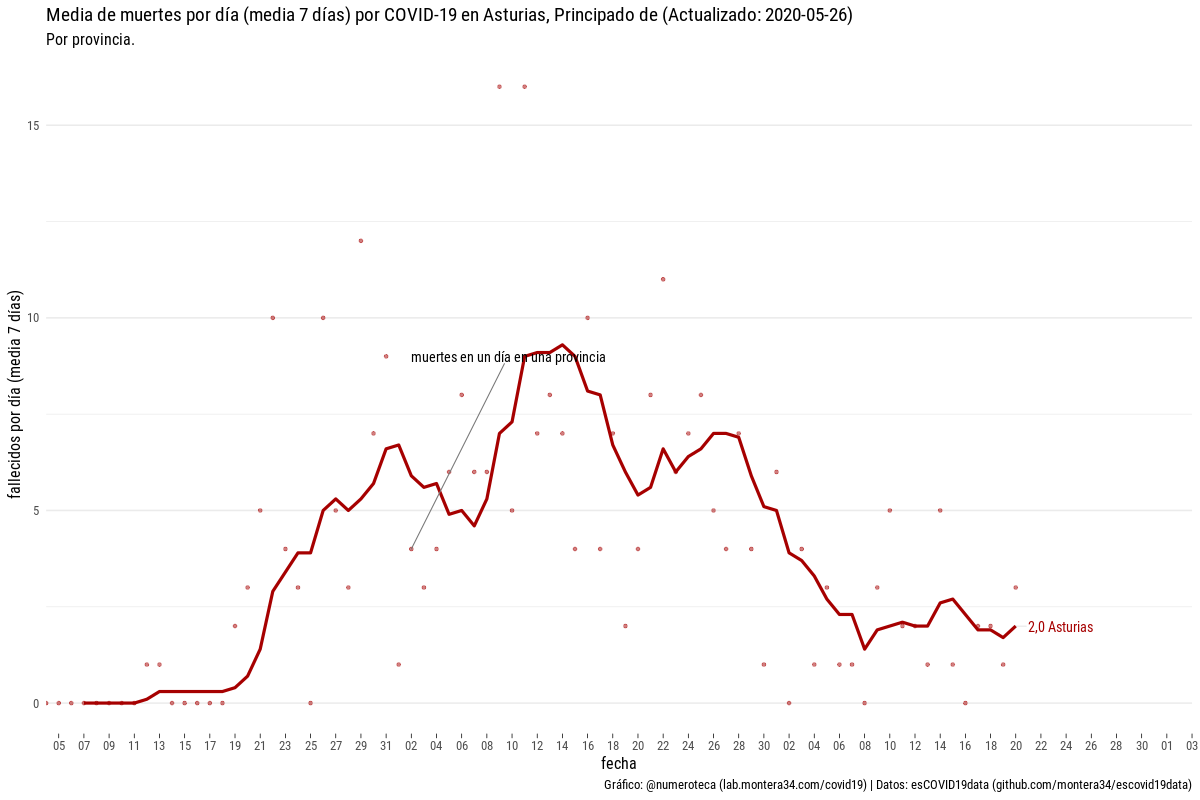 Media de muertes por día (media 7 días) por COVID-19 en Asturias, Principado de (Actualizado: 2020-05-26)
Por provincia.
fallecidos por día (media 7 días)
15
10
5
0
muertes en un día en una provincia
2,0 Asturias
05 07 09 11 13 15 17 19 21 23 25 27 29 31 02 04 06 08 10 12 14 16 18 20 22 24 26 28 30 02 04 06 08 10 12 14 16 18 20 22 24 26 28 30 01 03
fecha
Gráfico: @numeroteca (lab.montera34.com/covid19) | Datos: esCOVID19data (github.com/montera34/escovid19data)